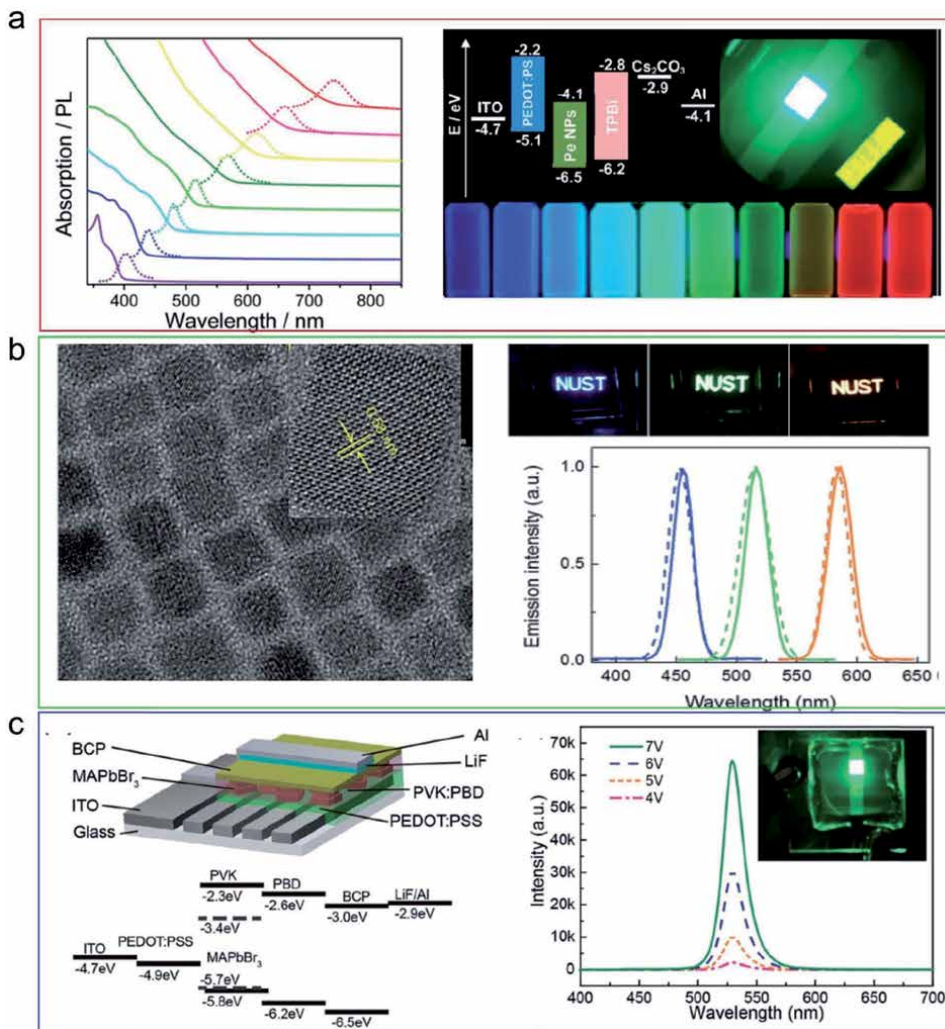 a
Absorption / PL
400 500 600 700 800
Wavelength / nm
E / eV
ITO
-4.7
-2.2
PEDOT:PS
-5.1
-4.1
Pe NPs
-6.5
-2.8
TPBi
-6.2
Cs₂CO₃
-2.9
Al
-4.1
b
NUST
NUST
NUST
Emission intensity (a.u.)
1.0
0.5
0.0
400 450 500 550 600 650
Wavelength (nm)
c
BCP
MAPbBr₃
ITO
Glass
Al
LiF
PVK:PBD
PEDOT:PSS
PVK
-2.3eV
-3.4eV
PBD
-2.6eV
BCP
-3.0eV
LiF/Al
-2.9eV
ITO
-4.7eV
PEDOT:PSS
-4.9eV
MAPbBr₃
-5.7eV
-5.8eV
-6.2eV
-6.5eV
Intensity (a.u.)
70k
60k
50k
40k
30k
20k
10k
0
7V
6V
5V
4V
400 450 500 550 600 650 700
Wavelength (nm)